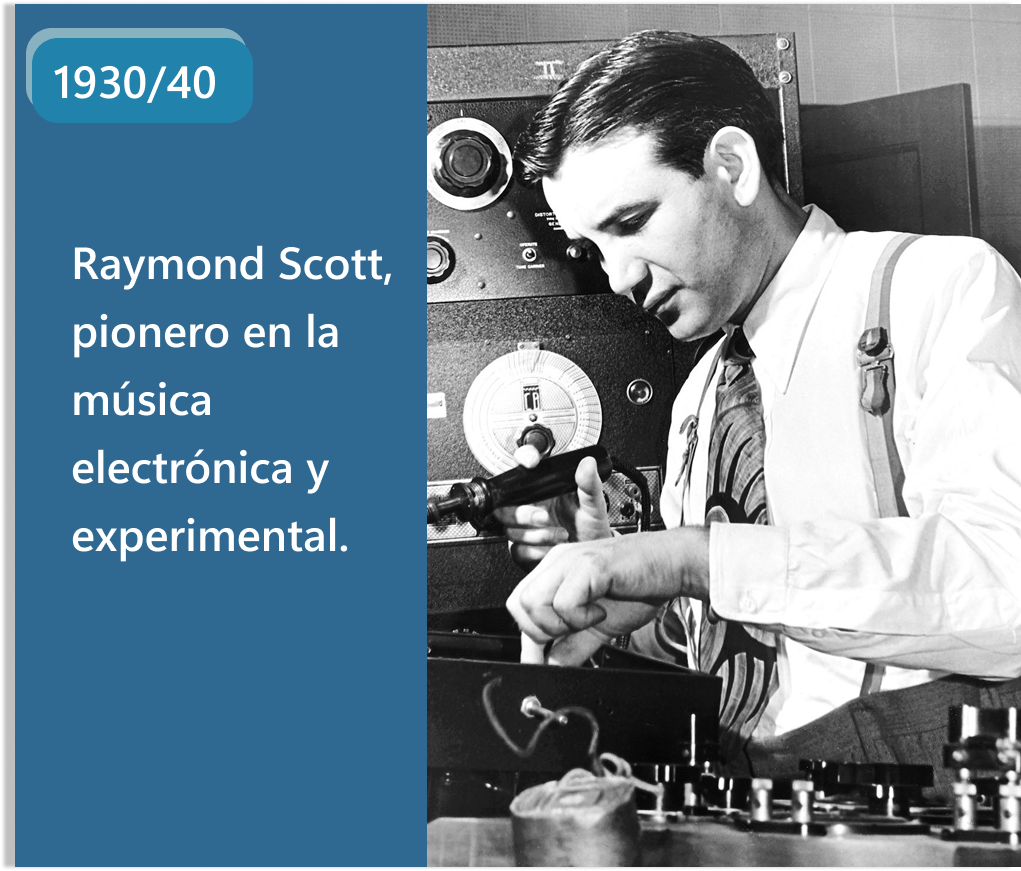 1930/40
Raymond Scott,
pionero en la
música
electrónica y
experimental.